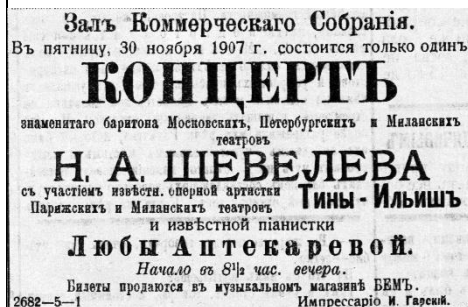 Залъ Коммерческаго Собранія.
Въ пятницу, 30 ноября 1907 г. состоится только одинъ
КОНЦЕРТЪ
знаменитаго баритона Московскихъ, Петербургскихъ и Миланскихъ
театровъ
Н. А. ШЕВЕЛЕВА
съ участіемъ извѣстн. оперной артистки
Парижскихъ и Миланскихъ театровъ
Тины-Ильишъ
и извѣстной піанистки
Любы Аптекаревой.
Начало въ 8½ час. вечера.
Билеты продаются въ музыкальномъ магазинѣ БЕМЪ.
2682—5—1 Импрессаріо И. Гарскій.